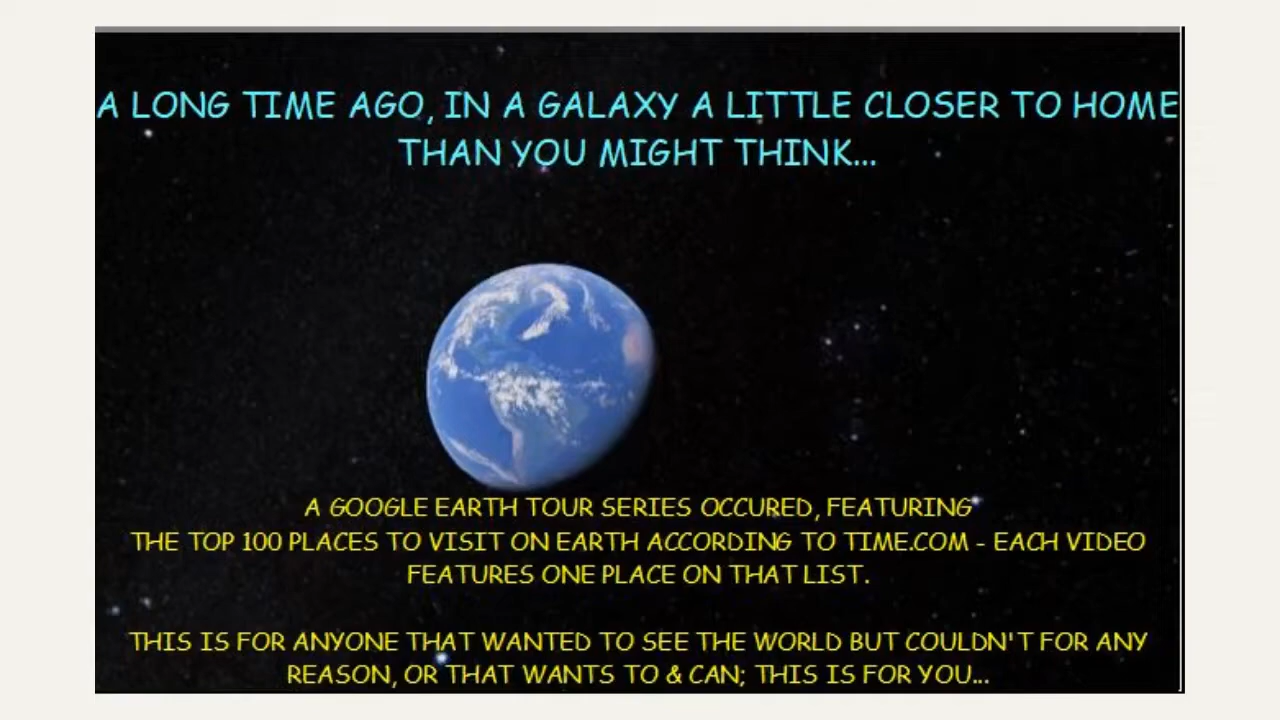 A LONG TIME AGO, IN A GALAXY A LITTLE CLOSER TO HOME
THAN YOU MIGHT THINK...
A GOOGLE EARTH TOUR SERIES OCCURED, FEATURING
THE TOP 100 PLACES TO VISIT ON EARTH ACCORDING TO TIME.COM - EACH VIDEO
FEATURES ONE PLACE ON THAT LIST.
THIS IS FOR ANYONE THAT WANTED TO SEE THE WORLD BUT COULDN'T FOR ANY
REASON, OR THAT WANTS TO & CAN; THIS IS FOR YOU...